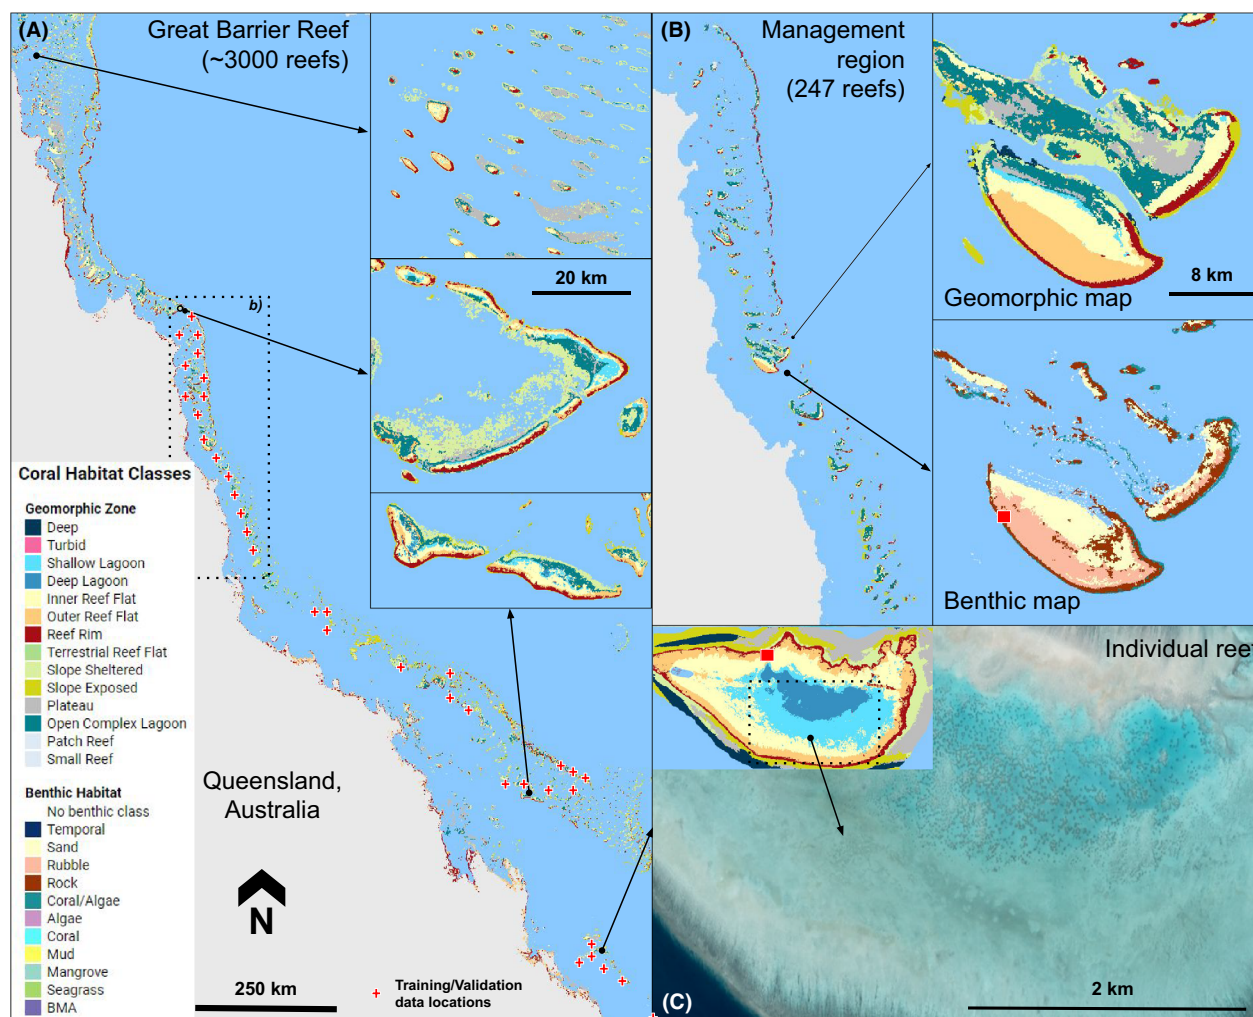 (A)
Great Barrier Reef
(~3000 reefs)
b)
20 km
Coral Habitat Classes
Geomorphic Zone
Deep
Turbid
Shallow Lagoon
Deep Lagoon
Inner Reef Flat
Outer Reef Flat
Reef Rim
Terrestrial Reef Flat
Slope Sheltered
Slope Exposed
Plateau
Open Complex Lagoon
Patch Reef
Small Reef
Benthic Habitat
No benthic class
Temporal
Sand
Rubble
Rock
Coral/Algae
Algae
Coral
Mud
Mangrove
Seagrass
BMA
Queensland,
Australia
N
250 km
Training/Validation
data locations
(B)
Management
region
(247 reefs)
Geomorphic map
8 km
Benthic map
Individual reef
(C)
2 km